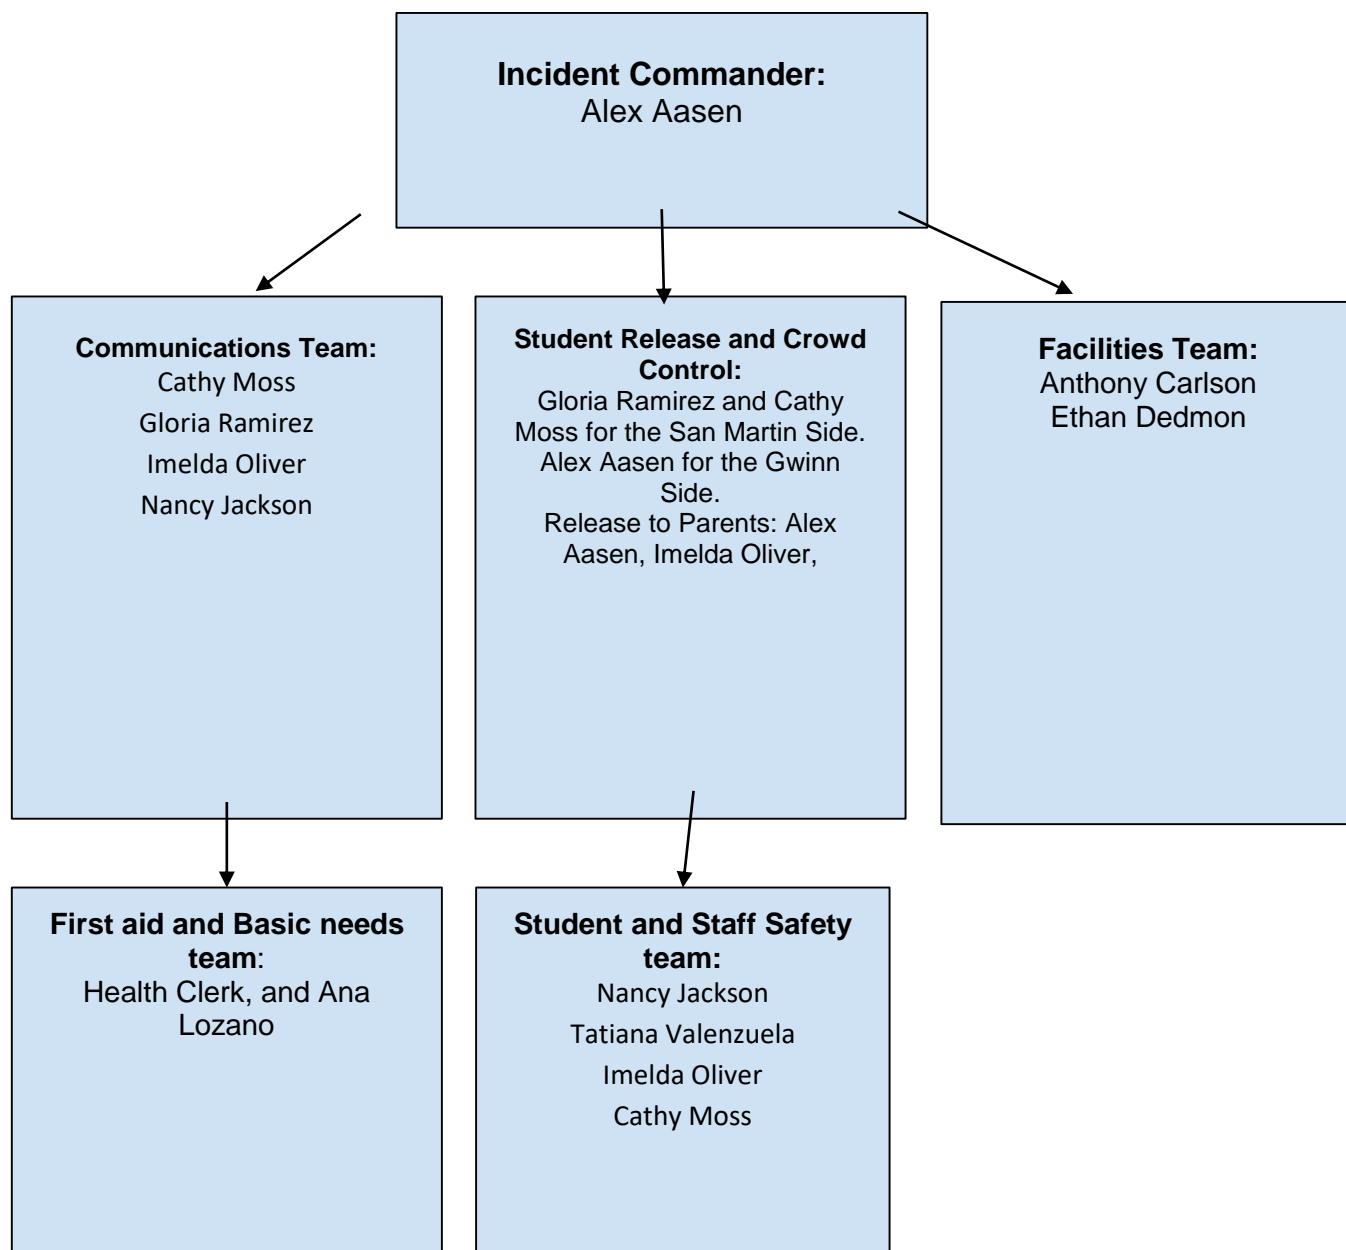 Incident Commander:
Alex Aasen
Communications Team:
Cathy Moss
Gloria Ramirez
Imelda Oliver
Nancy Jackson
Student Release and Crowd
Control:
Gloria Ramirez and Cathy
Moss for the San Martin Side.
Alex Aasen for the Gwinn
Side.
Release to Parents: Alex
Aasen, Imelda Oliver,
Facilities Team:
Anthony Carlson
Ethan Dedmon
First aid and Basic needs
team:
Health Clerk, and Ana
Lozano
Student and Staff Safety
team:
Nancy Jackson
Tatiana Valenzuela
Imelda Oliver
Cathy Moss